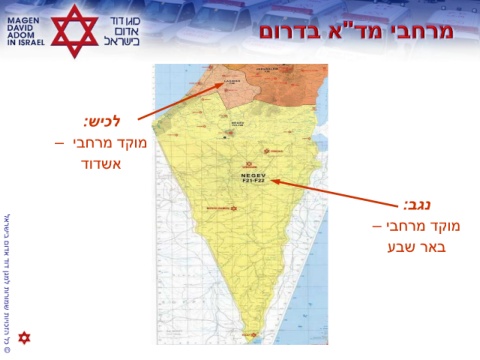 MAGEN
DAVID
ADOM
IN ISRAEL
מגן דוד
אדום
בישראל
מרחבי מד"א בדרום
לכיש:
מוקד מרחבי –
אשדוד
NEGEV
F21-F22
נגב:
מוקד מרחבי –
באר שבע
© כל הזכויות שמורות למגן דוד אדום בישראל